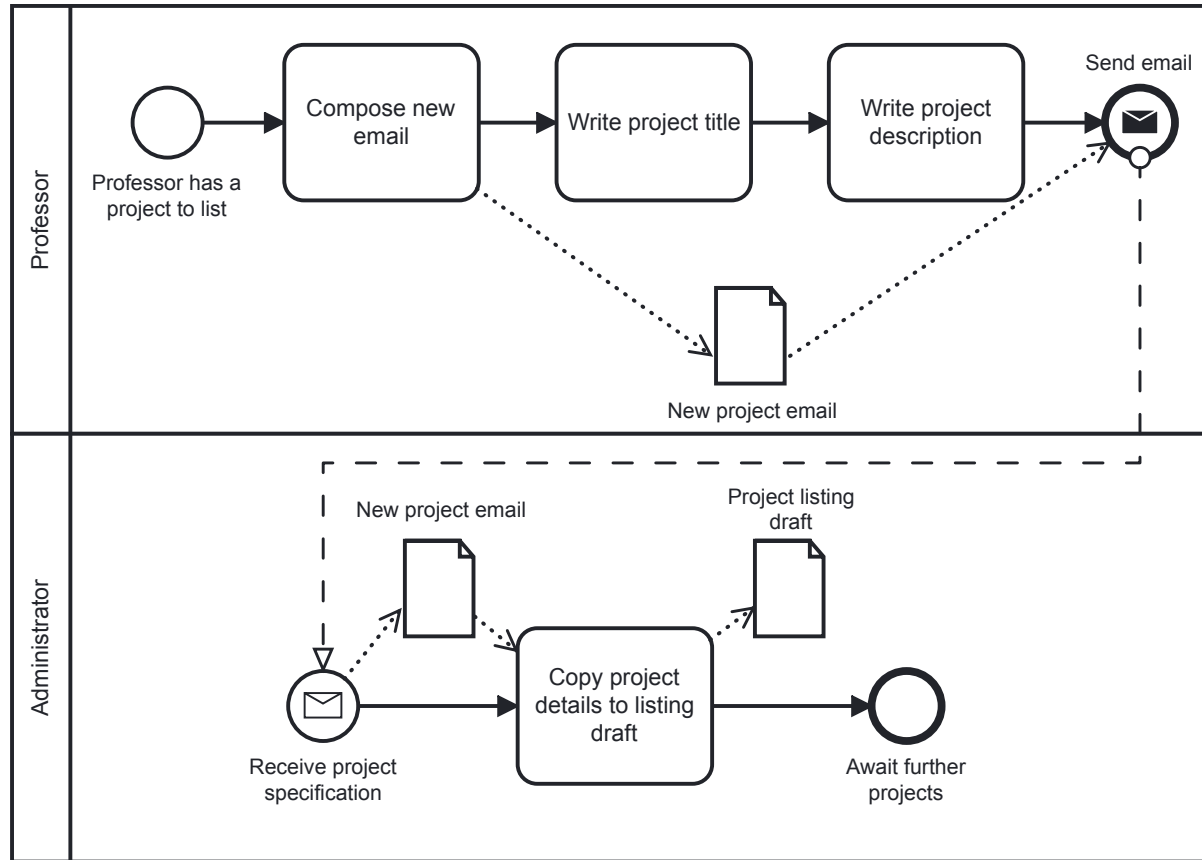 Professor
Send email
Compose new
email
Write project title
Write project
description
Professor has a
project to list
New project email
Administrator
New project email
Project listing
draft
Copy project
details to listing
draft
Receive project
specification
Await further
projects